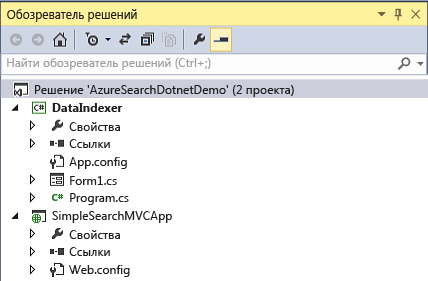 Обозреватель решений
Найти обозреватель решений (Ctrl+;)
Решение 'AzureSearchDotnetDemo' (2 проекта)
C# DataIndexer
Свойства
Ссылки
App.config
Form1.cs
C# Program.cs
SimpleSearchMVCApp
Свойства
Ссылки
Web.config